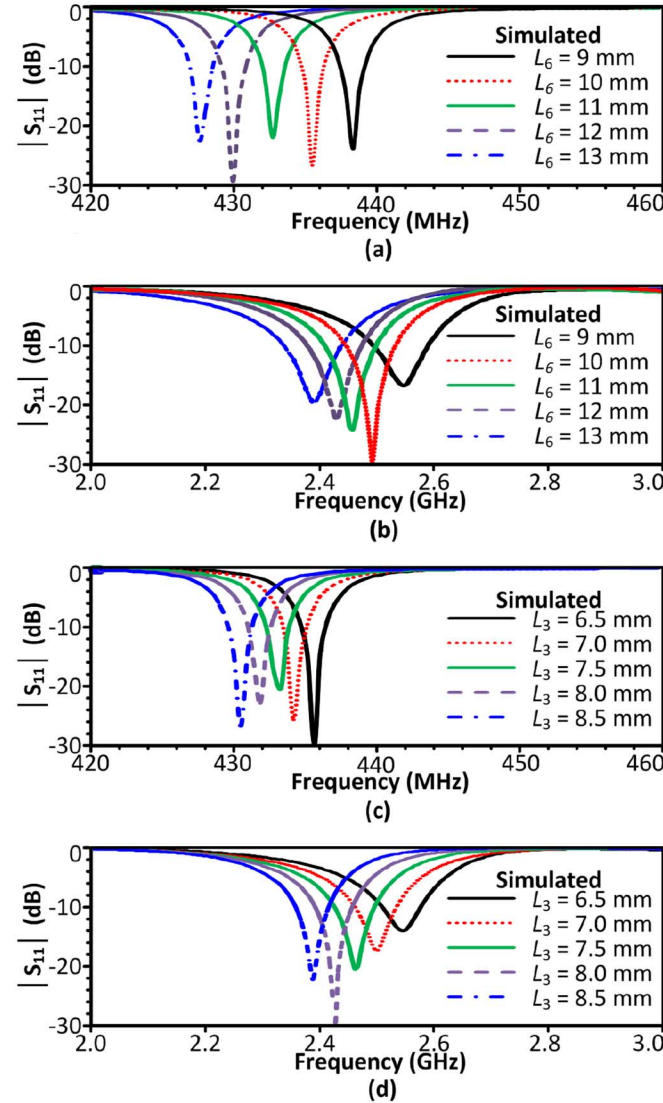 Simulated
L6 = 9 mm
L6 = 10 mm
L6 = 11 mm
L6 = 12 mm
L6 = 13 mm
|S11| (dB)
0
-10
-20
-30
420 430 440 450 460
Frequency (MHz)
(a)
Simulated
L6 = 9 mm
L6 = 10 mm
L6 = 11 mm
L6 = 12 mm
L6 = 13 mm
|S11| (dB)
0
-10
-20
-30
2.0 2.2 2.4 2.6 2.8 3.0
Frequency (GHz)
(b)
Simulated
L3 = 6.5 mm
L3 = 7.0 mm
L3 = 7.5 mm
L3 = 8.0 mm
L3 = 8.5 mm
|S11| (dB)
0
-10
-20
-30
420 430 440 450 460
Frequency (MHz)
(c)
Simulated
L3 = 6.5 mm
L3 = 7.0 mm
L3 = 7.5 mm
L3 = 8.0 mm
L3 = 8.5 mm
|S11| (dB)
0
-10
-20
-30
2.0 2.2 2.4 2.6 2.8 3.0
Frequency (GHz)
(d)